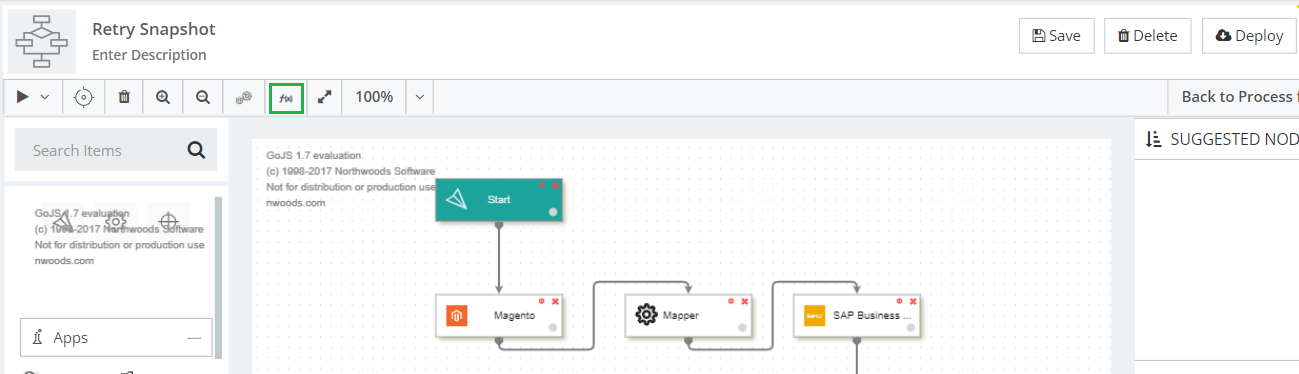 Retry Snapshot
Enter Description
Save
Delete
Deploy
f(x)
100%
Back to Process
Search Items
SUGGESTED NOD
GoJS 1.7 evaluation
(c) 1998-2017 Northwoods Software
Not for distribution or production use
nwoods.com
Start
GoJS 1.7 evaluation
(c) 1998-2017 Northwoods Software
Not for distribution or production use
nwoods.com
Magento
Mapper
SAP Business ...
Apps